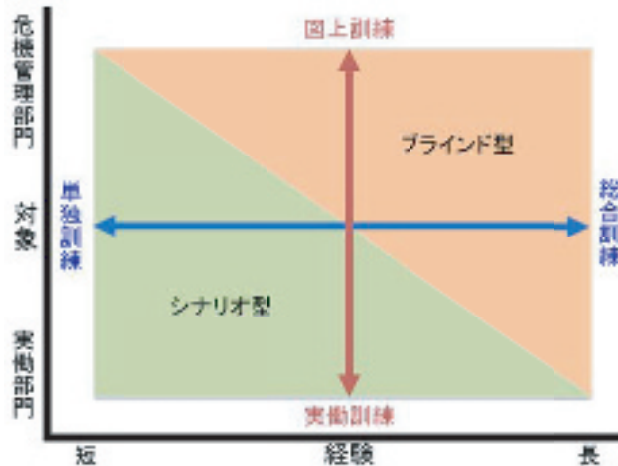 危機管理部門
対象
実働部門
図上訓練
ブラインド型
単独訓練
総合訓練
シナリオ型
実働訓練
短
経験
長